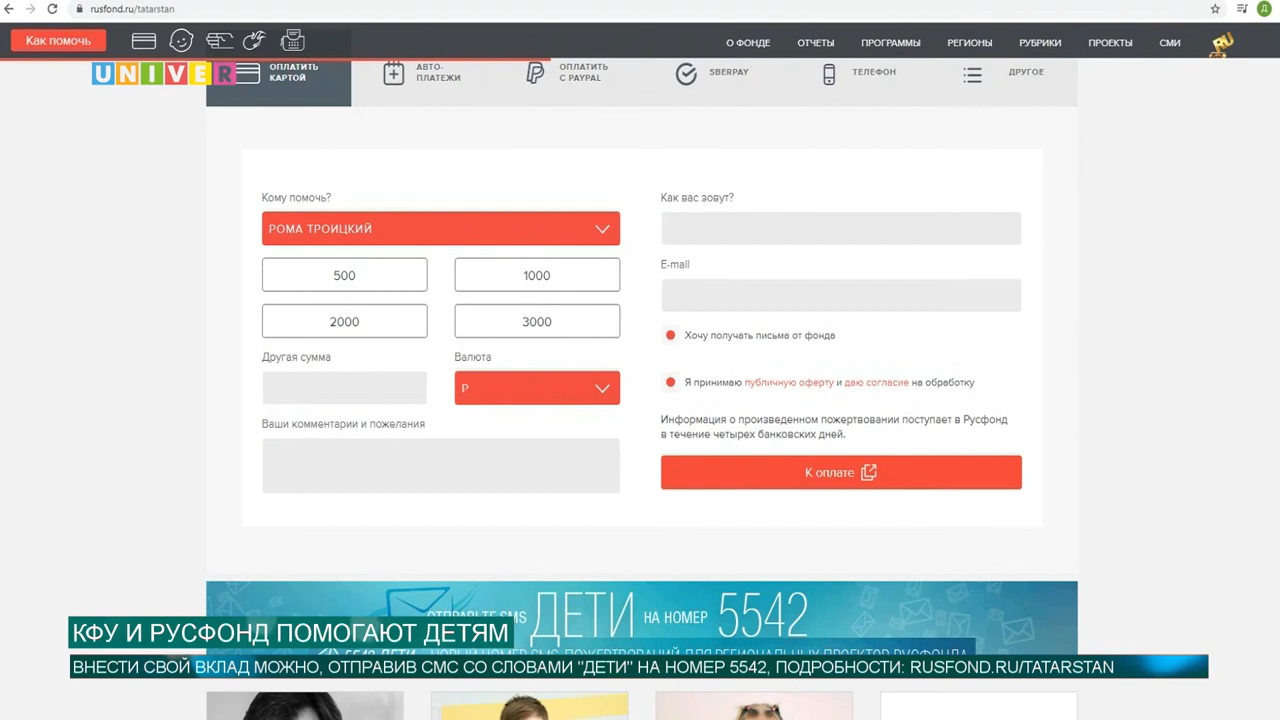 rusfond.ru/tatarstan
Д
Как помочь
О ФОНДЕ
ОТЧЕТЫ
ПРОГРАММЫ
РЕГИОНЫ
РУБРИКИ
ПРОЕКТЫ
СМИ
RU
UNIVER
ОПЛАТИТЬ
КАРТОЙ
АВТО-
ПЛАТЕЖИ
ОПЛАТИТЬ
С PAYPAL
SBERPAY
ТЕЛЕФОН
ДРУГОЕ
Кому помочь?
РОМА ТРОИЦКИЙ
500
1000
2000
3000
Другая сумма
Валюта
Р
Ваши комментарии и пожелания
Как вас зовут?
E-mail
Хочу получать письма от фонда
Я принимаю публичную оферту и даю согласие на обработку
Информация о произведенном пожертвовании поступает в Русфонд
в течение четырех банковских дней.
К оплате
ОТПРАВЬТЕ SMS ДЕТИ НА НОМЕР 5542
КФУ И РУСФОНД ПОМОГАЮТ ДЕТЯМ
ВНЕСТИ СВОЙ ВКЛАД МОЖНО, ОТПРАВИВ СМС СО СЛОВАМИ "ДЕТИ" НА НОМЕР 5542, ПОДРОБНОСТИ: RUSFOND.RU/TATARSTAN